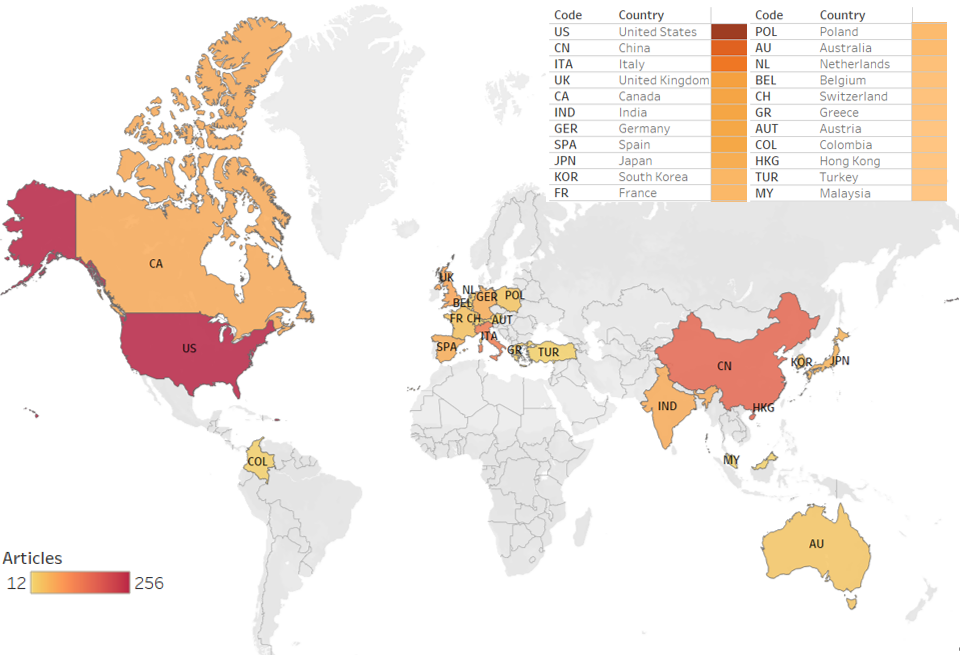 Code Country Code Country
US United States POL Poland
CN China AU Australia
ITA Italy NL Netherlands
UK United Kingdom BEL Belgium
CA Canada CH Switzerland
IND India GR Greece
GER Germany AUT Austria
SPA Spain COL Colombia
JPN Japan HKG Hong Kong
KOR South Korea TUR Turkey
FR France MY Malaysia
CA
UK
NL
GER
POL
BEL
FR
CH
AUT
ITA
SPA
GR
TUR
US
CN
KOR
JPN
IND
HKG
COL
MY
AU
Articles
12 256